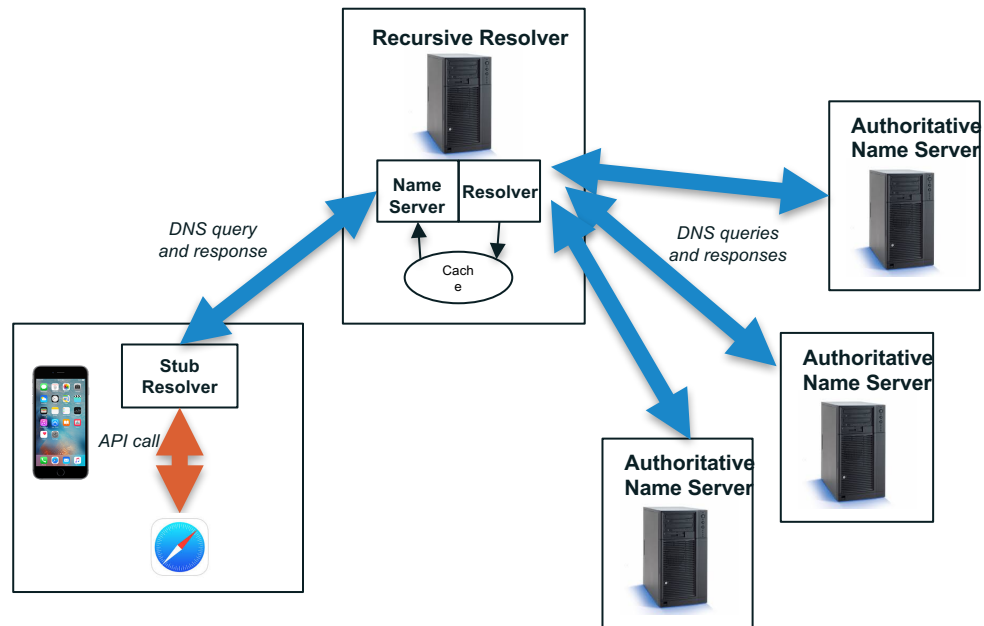 Recursive Resolver
Name
Server
Resolver
Cach
e
DNS query
and response
DNS queries
and responses
Authoritative
Name Server
Stub
Resolver
API call
Authoritative
Name Server
Authoritative
Name Server